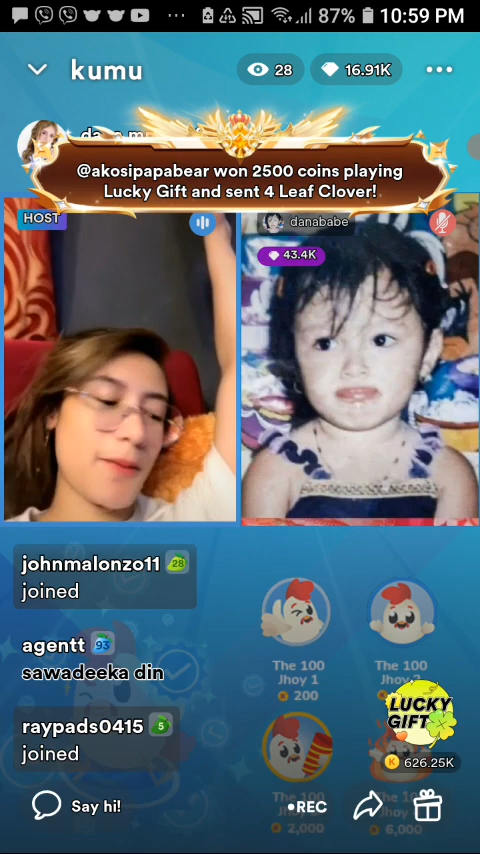 87% 10:59 PM
kumu
28
16.91K
@akosipapabear won 2500 coins playing
Lucky Gift and sent 4 Leaf Clover!
HOST
danababe
43.4K
johnmalonzo11 28
joined
agentt 93
sawadeeka din
raypads0415 5
joined
The 100
Jhoy 1
200
The 100
LUCKY
GIFT
K 626.25K
2,000
6,000
Say hi!
REC